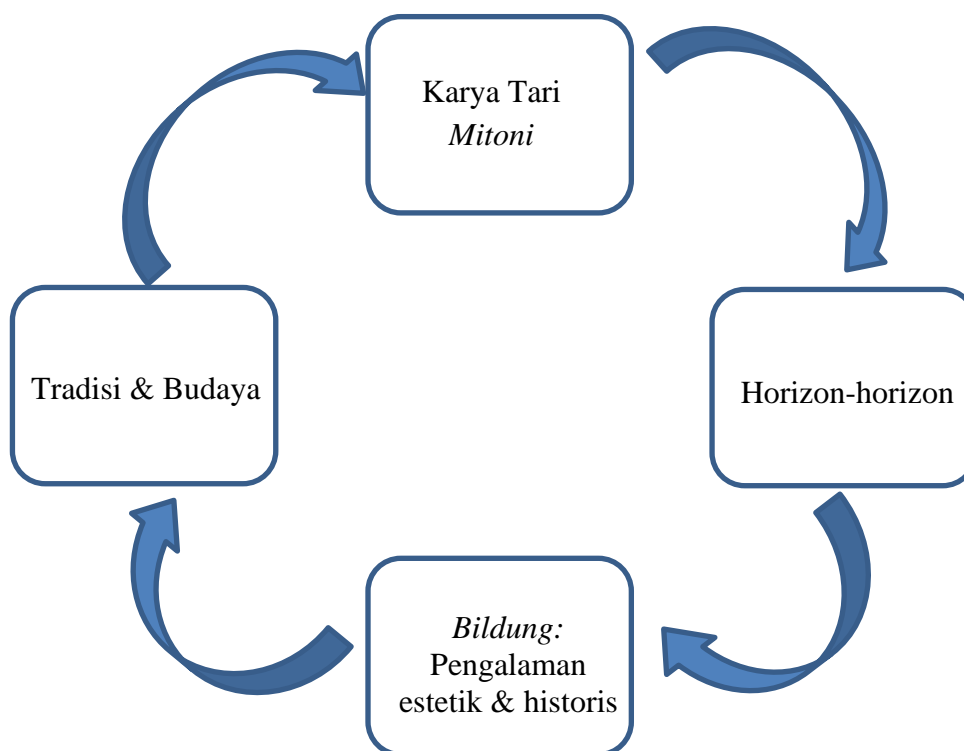 Karya Tari
Mitoni
Horizon-horizon
Bildung:
Pengalaman
estetik & historis
Tradisi & Budaya